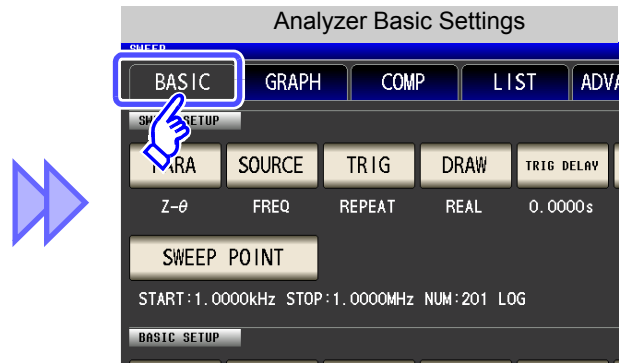 Analyzer Basic Settings
SWEEP
BASIC GRAPH COMP LIST
SETUP
SOURCE TRIG DRAW TRIG DELAY
Z-θ FREQ REPEAT REAL 0.0000s
SWEEP POINT
START:1.0000kHz STOP:1.0000MHz NUM:201 LOG
BASIC SETUP